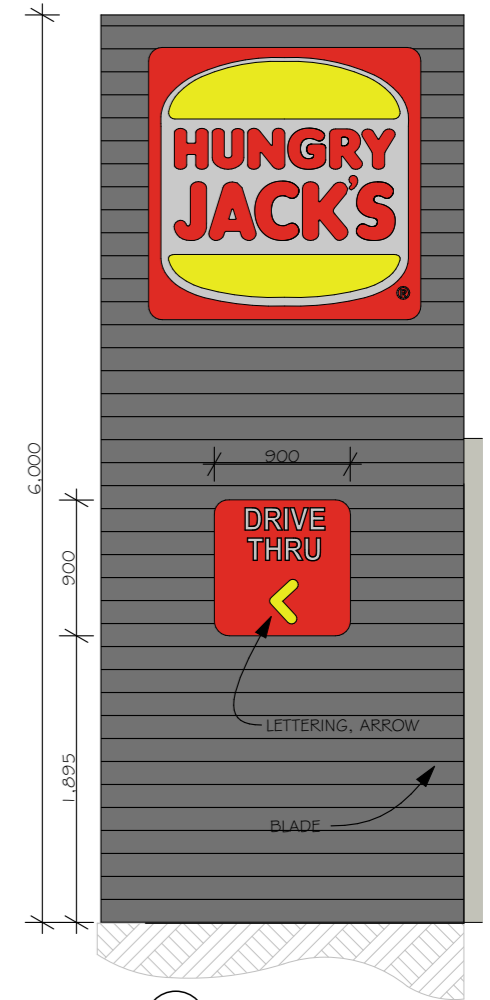 HUNGRY
JACK'S
®
6,000
900
DRIVE
THRU
900
LETTERING, ARROW
1,895
BLADE